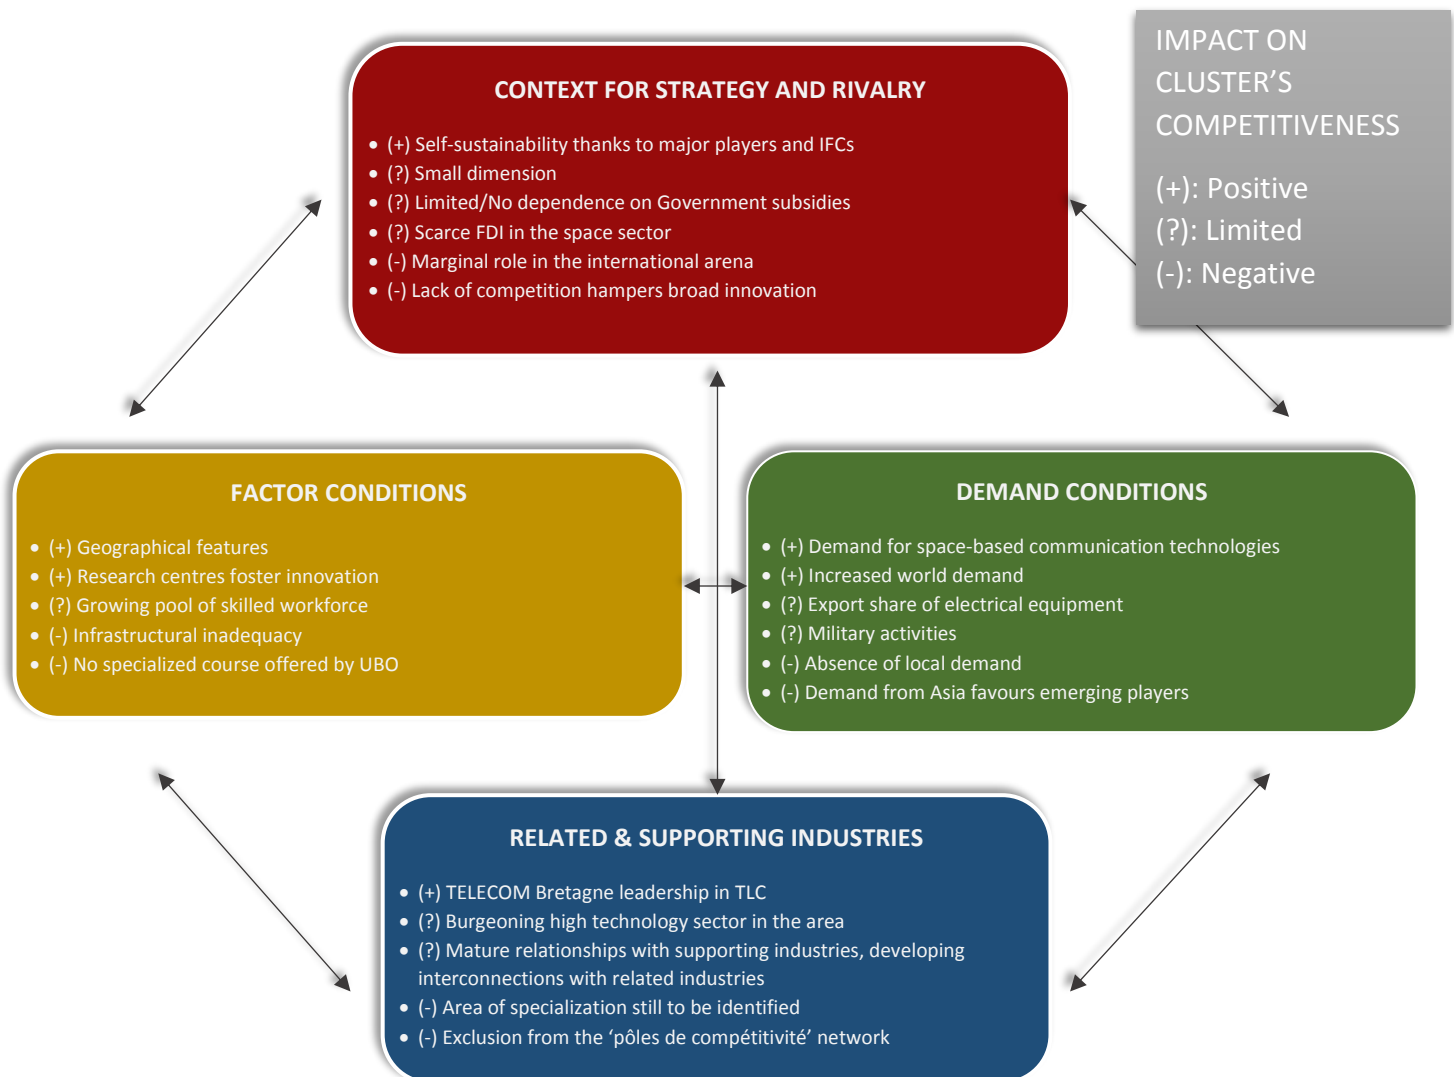 CONTEXT FOR STRATEGY AND RIVALRY
• (+) Self-sustainability thanks to major players and IFCs
• (?) Small dimension
• (?) Limited/No dependence on Government subsidies
• (?) Scarce FDI in the space sector
• (-) Marginal role in the international arena
• (-) Lack of competition hampers broad innovation
IMPACT ON
CLUSTER’S
COMPETITIVENESS
(+): Positive
(?): Limited
(-): Negative
FACTOR CONDITIONS
• (+) Geographical features
• (+) Research centres foster innovation
• (?) Growing pool of skilled workforce
• (-) Infrastructural inadequacy
• (-) No specialized course offered by UBO
DEMAND CONDITIONS
• (+) Demand for space-based communication technologies
• (+) Increased world demand
• (?) Export share of electrical equipment
• (?) Military activities
• (-) Absence of local demand
• (-) Demand from Asia favours emerging players
RELATED & SUPPORTING INDUSTRIES
• (+) TELECOM Bretagne leadership in TLC
• (?) Burgeoning high technology sector in the area
• (?) Mature relationships with supporting industries, developing
interconnections with related industries
• (-) Area of specialization still to be identified
• (-) Exclusion from the ‘pôles de compétitivité’ network